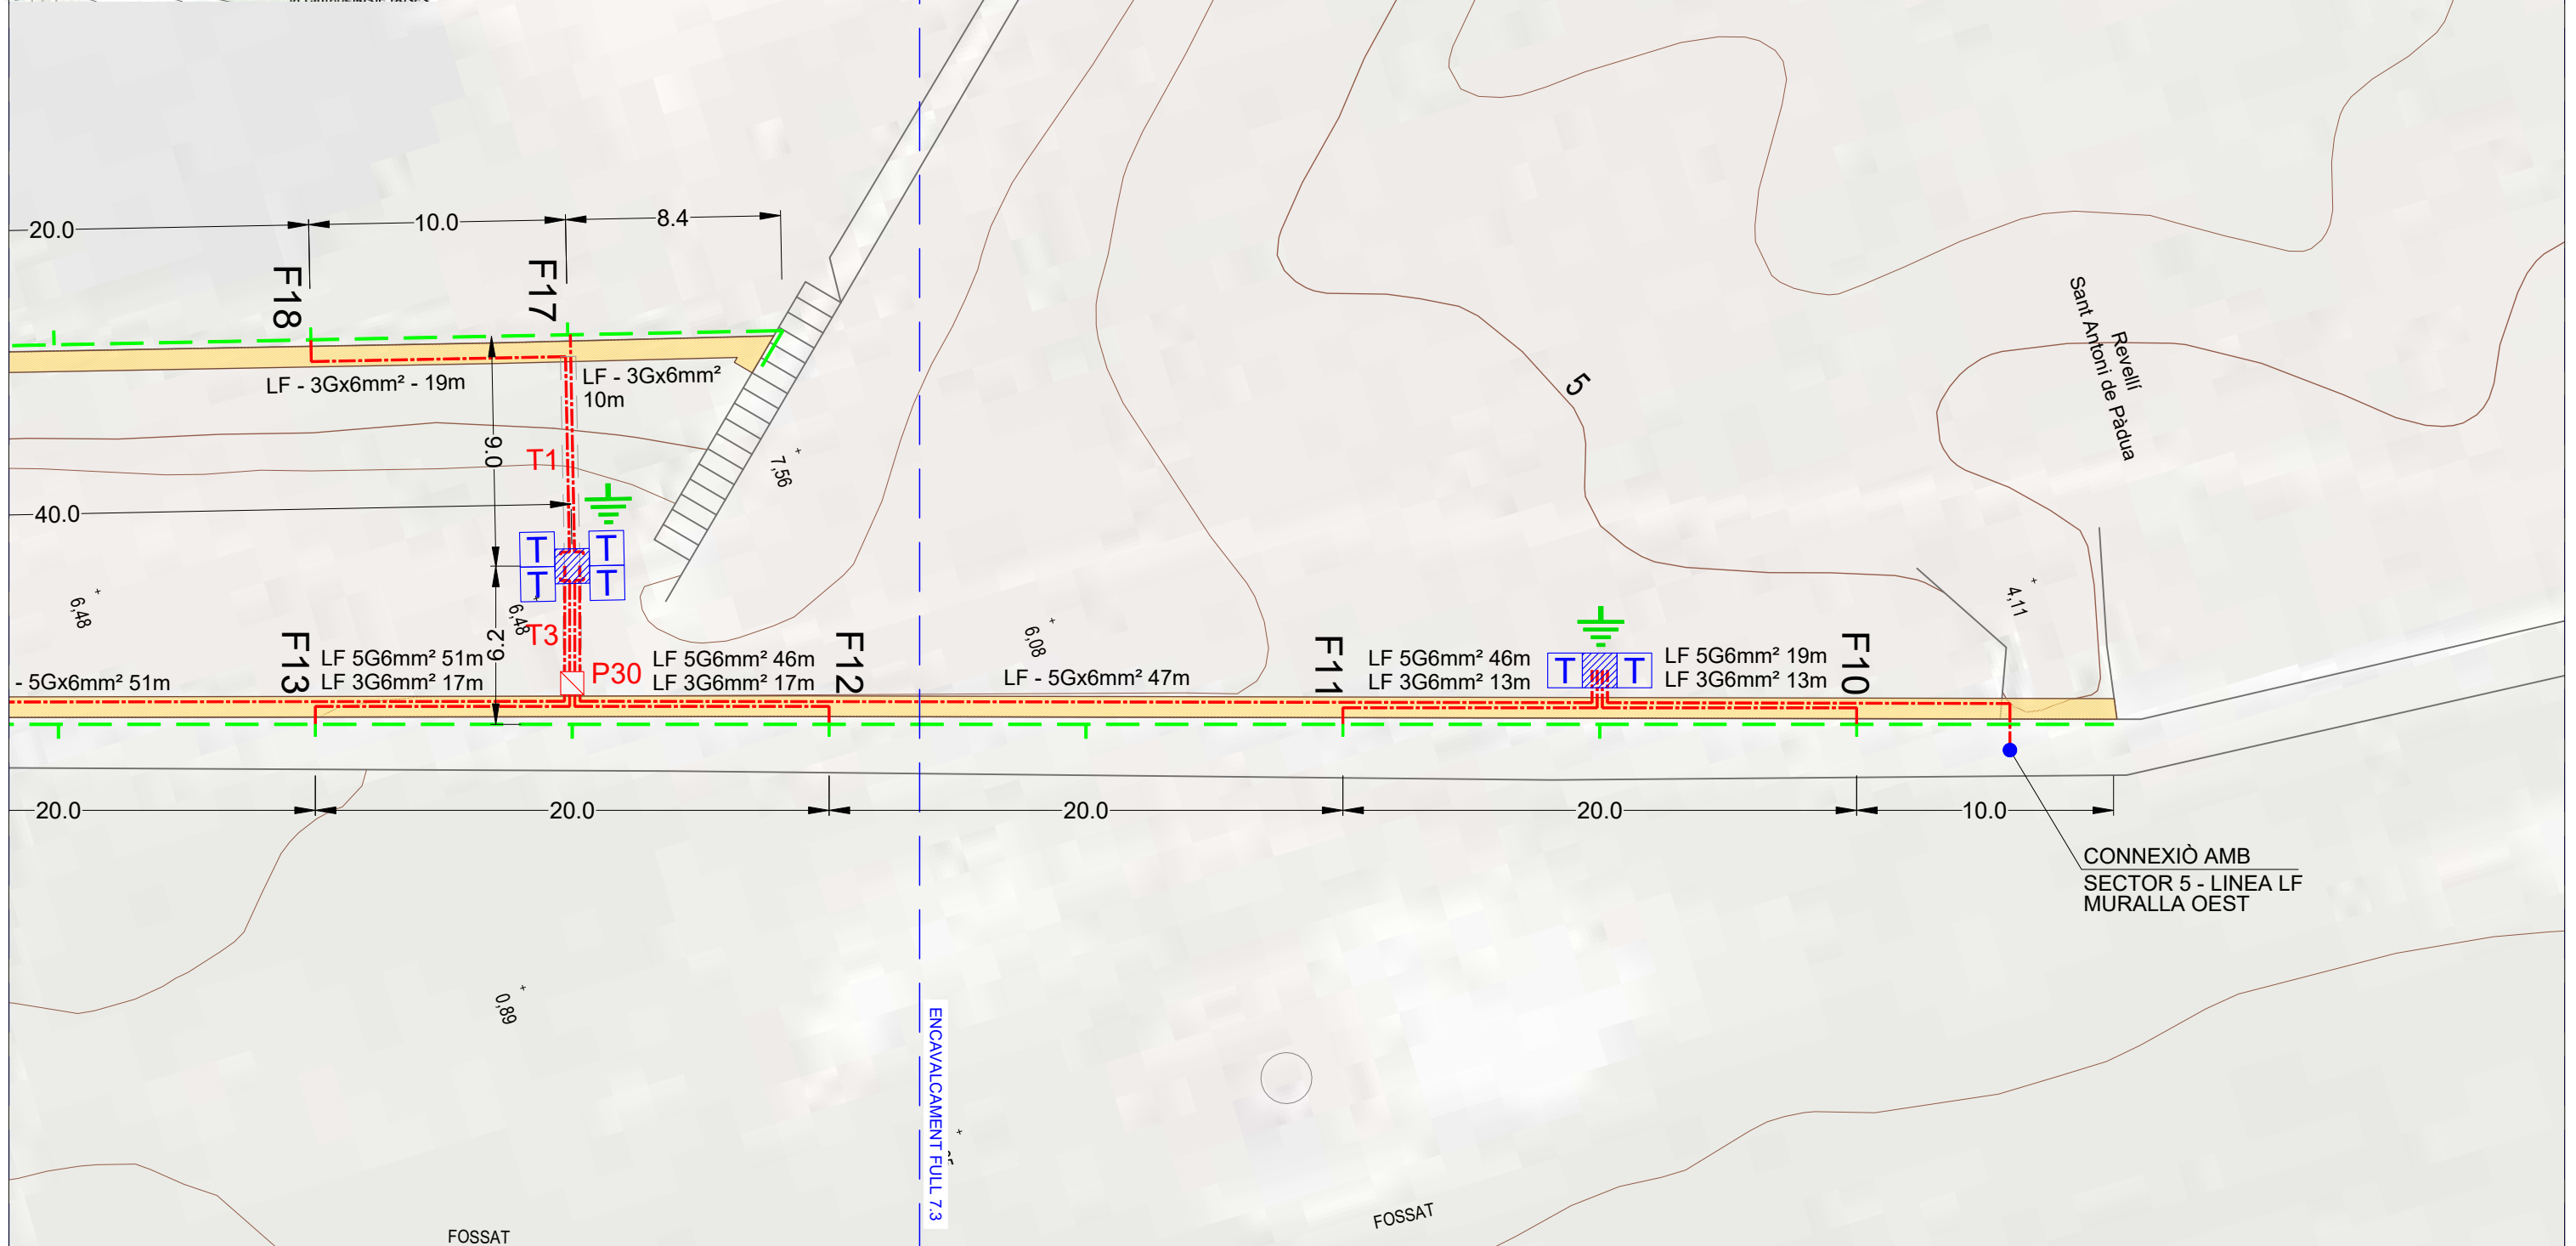 20.0
10.0
8.4
F18
F17
LF - 3Gx6mm² - 19m
LF - 3Gx6mm²
10m
9.0
T1
40.0
T
T
T
T
6,48
6,48
T3
6.2
7,56
P30
F13
LF 5G6mm² 51m
LF 3G6mm² 17m
LF 5G6mm² 46m
LF 3G6mm² 17m
F12
- 5Gx6mm² 51m
6,08
LF - 5Gx6mm² 47m
F11
LF 5G6mm² 46m
LF 3G6mm² 13m
T
T
LF 5G6mm² 19m
LF 3G6mm² 13m
F10
5
Revellí
Sant Antoni de Pàdua
4,11
20.0
20.0
20.0
20.0
10.0
CONNEXIÒ AMB
SECTOR 5 - LINEA LF
MURALLA OEST
0,89
ENCAVALCAMENT FULL 7.3
FOSSAT
FOSSAT